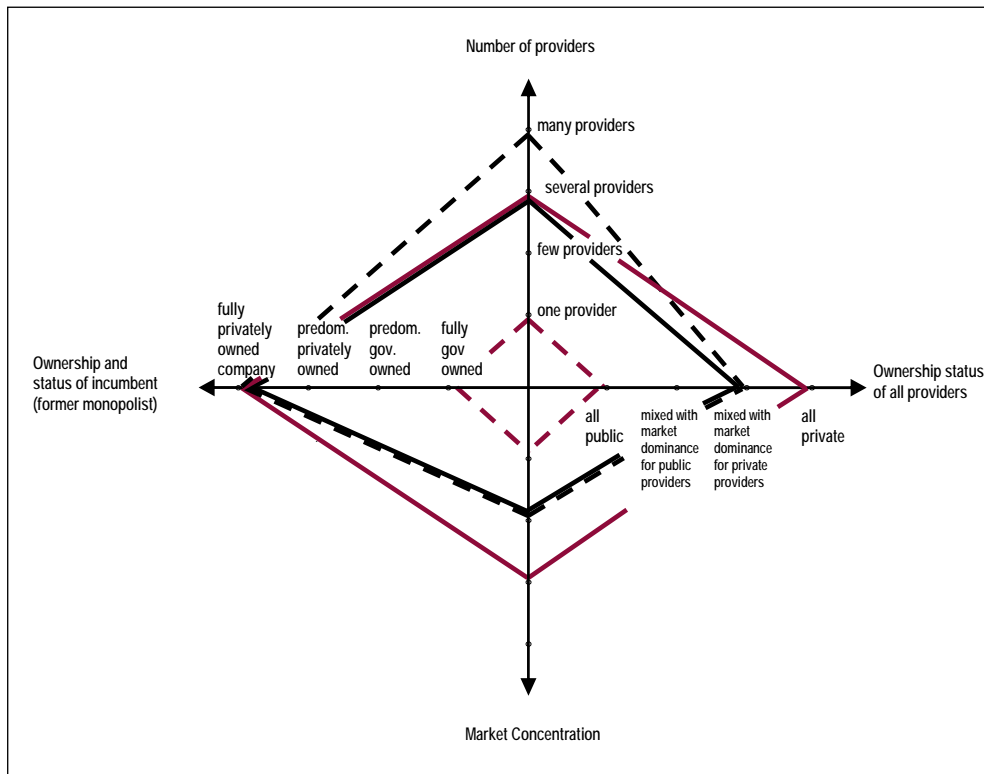 Number of providers
many providers
several providers
few providers
one provider
fully
privately
owned
company
predom.
privately
owned
predom.
gov.
owned
fully
gov
owned
Ownership and
status of incumbent
(former monopolist)
Ownership status
of all providers
all
public
mixed with
market
dominance
for public
providers
mixed with
market
dominance
for private
providers
all
private
Market Concentration